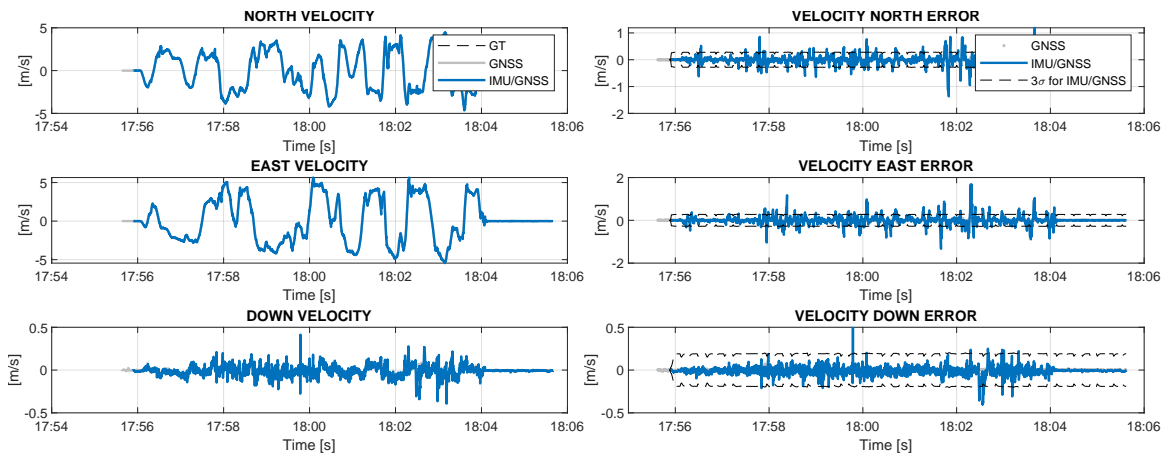 NORTH VELOCITY
5
0
-5
[m/s]
GT
GNSS
IMU/GNSS
17:54 17:56 17:58 18:00 18:02 18:04 18:06
Time [s]
VELOCITY NORTH ERROR
1
0
-1
-2
[m/s]
GNSS
IMU/GNSS
3σ for IMU/GNSS
17:56 17:58 18:00 18:02 18:04 18:06
Time [s]
EAST VELOCITY
5
0
-5
[m/s]
17:54 17:56 17:58 18:00 18:02 18:04 18:06
Time [s]
VELOCITY EAST ERROR
2
0
-2
[m/s]
17:56 17:58 18:00 18:02 18:04 18:06
Time [s]
DOWN VELOCITY
0.5
0
-0.5
[m/s]
17:54 17:56 17:58 18:00 18:02 18:04 18:06
Time [s]
VELOCITY DOWN ERROR
0.5
0
-0.5
[m/s]
17:56 17:58 18:00 18:02 18:04 18:06
Time [s]